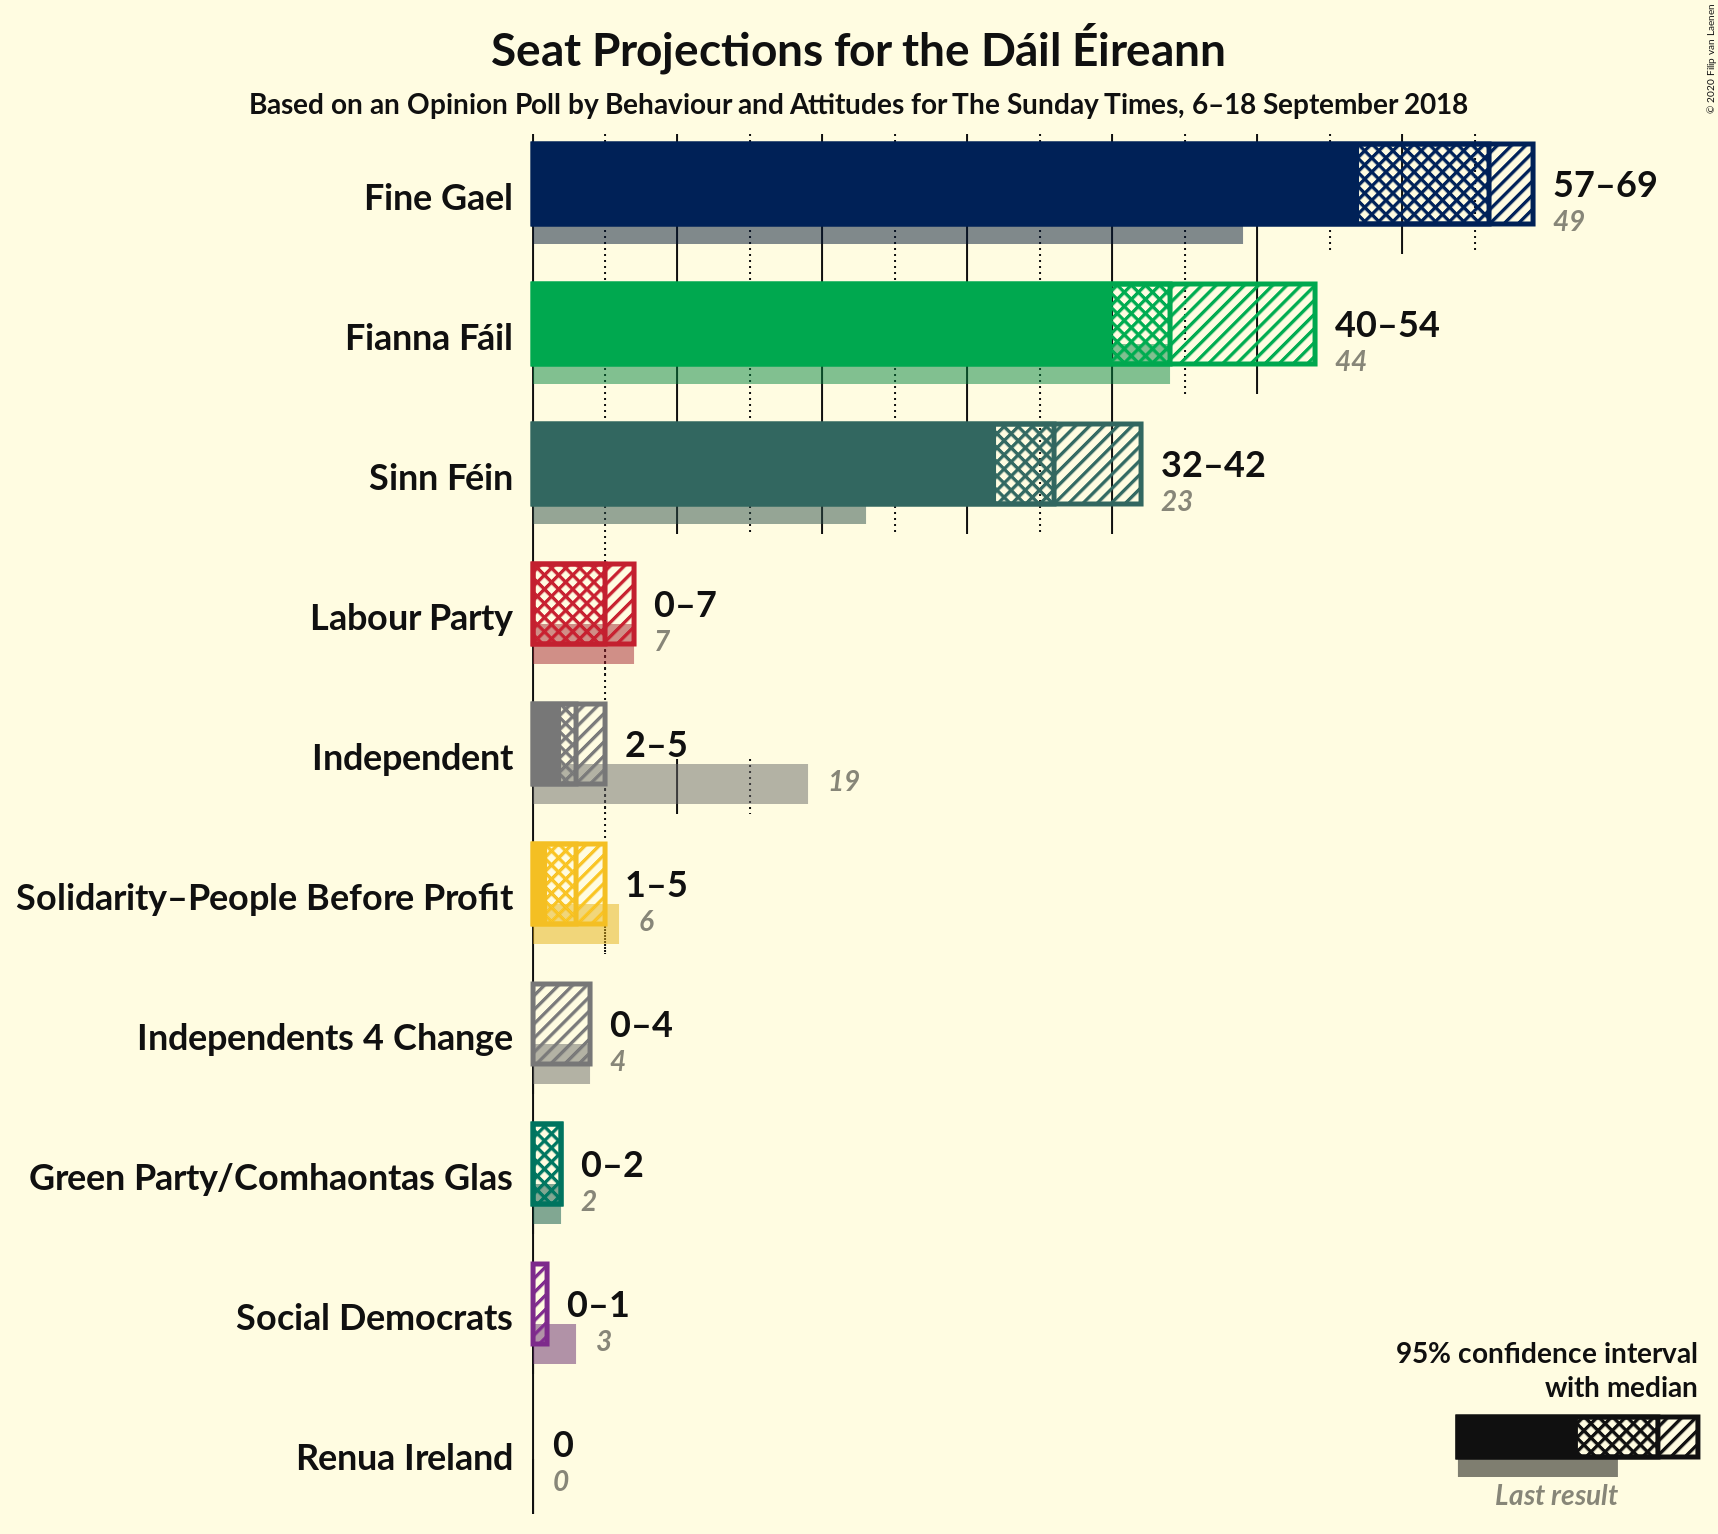 Seat Projections for the Dáil Éireann
Based on an Opinion Poll by Behaviour and Attitudes for The Sunday Times, 6–18 September 2018
© 2020 Filip van Laenen
Fine Gael
57–69
49
Fianna Fáil
40–54
44
Sinn Féin
32–42
23
Labour Party
0–7
7
Independent
2–5
19
Solidarity–People Before Profit
1–5
6
Independents 4 Change
0–4
4
Green Party/Comhaontas Glas
0–2
2
Social Democrats
0–1
3
Renua Ireland
0
0
95% confidence interval
with median
Last result